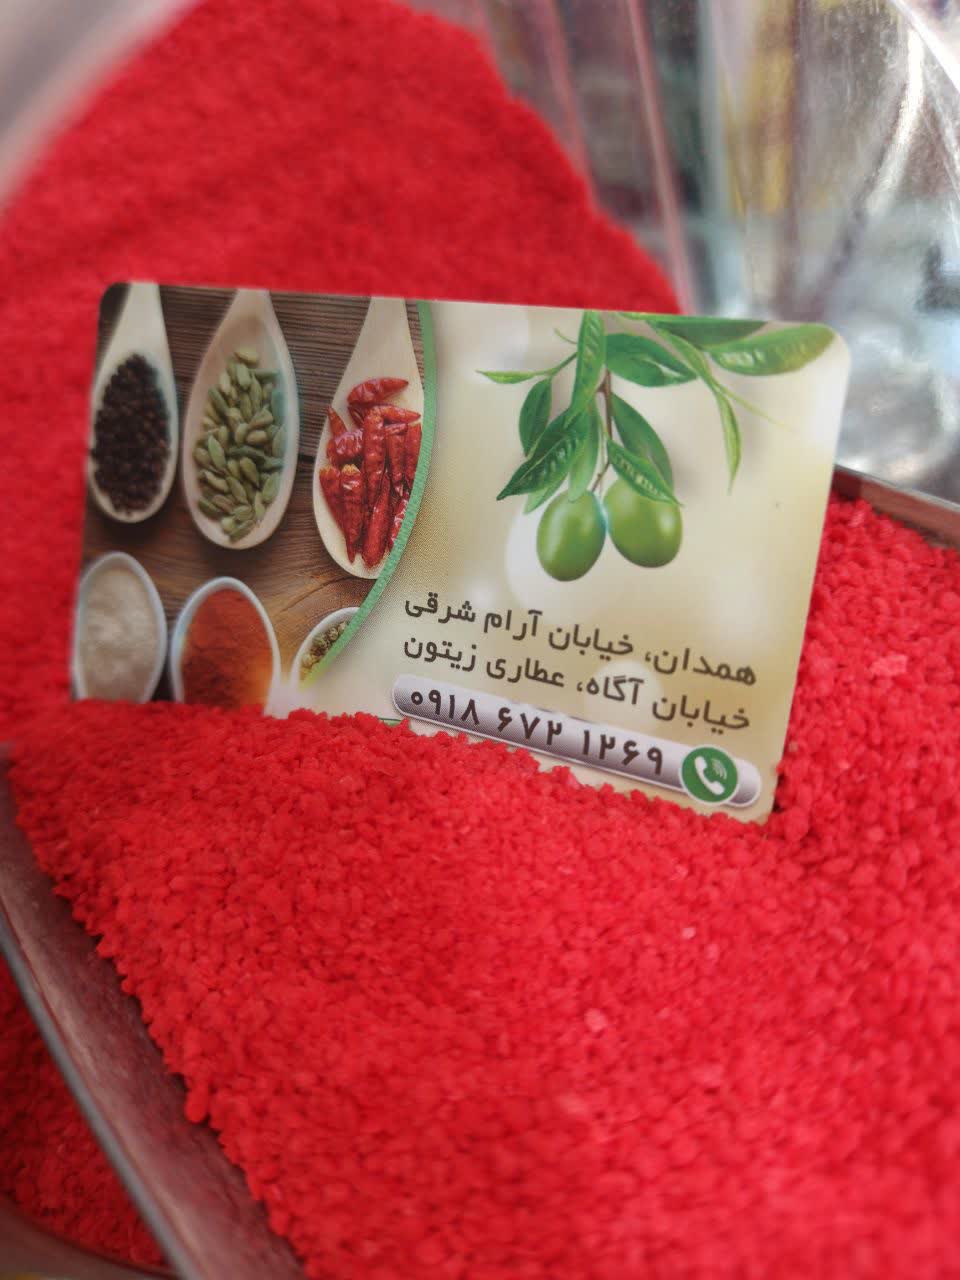 همدان، خیابان آرام شرقی
خیابان آگاه، عطاری زیتون
۰۹۱۸ ۶۷۲ ۱۲۶۹